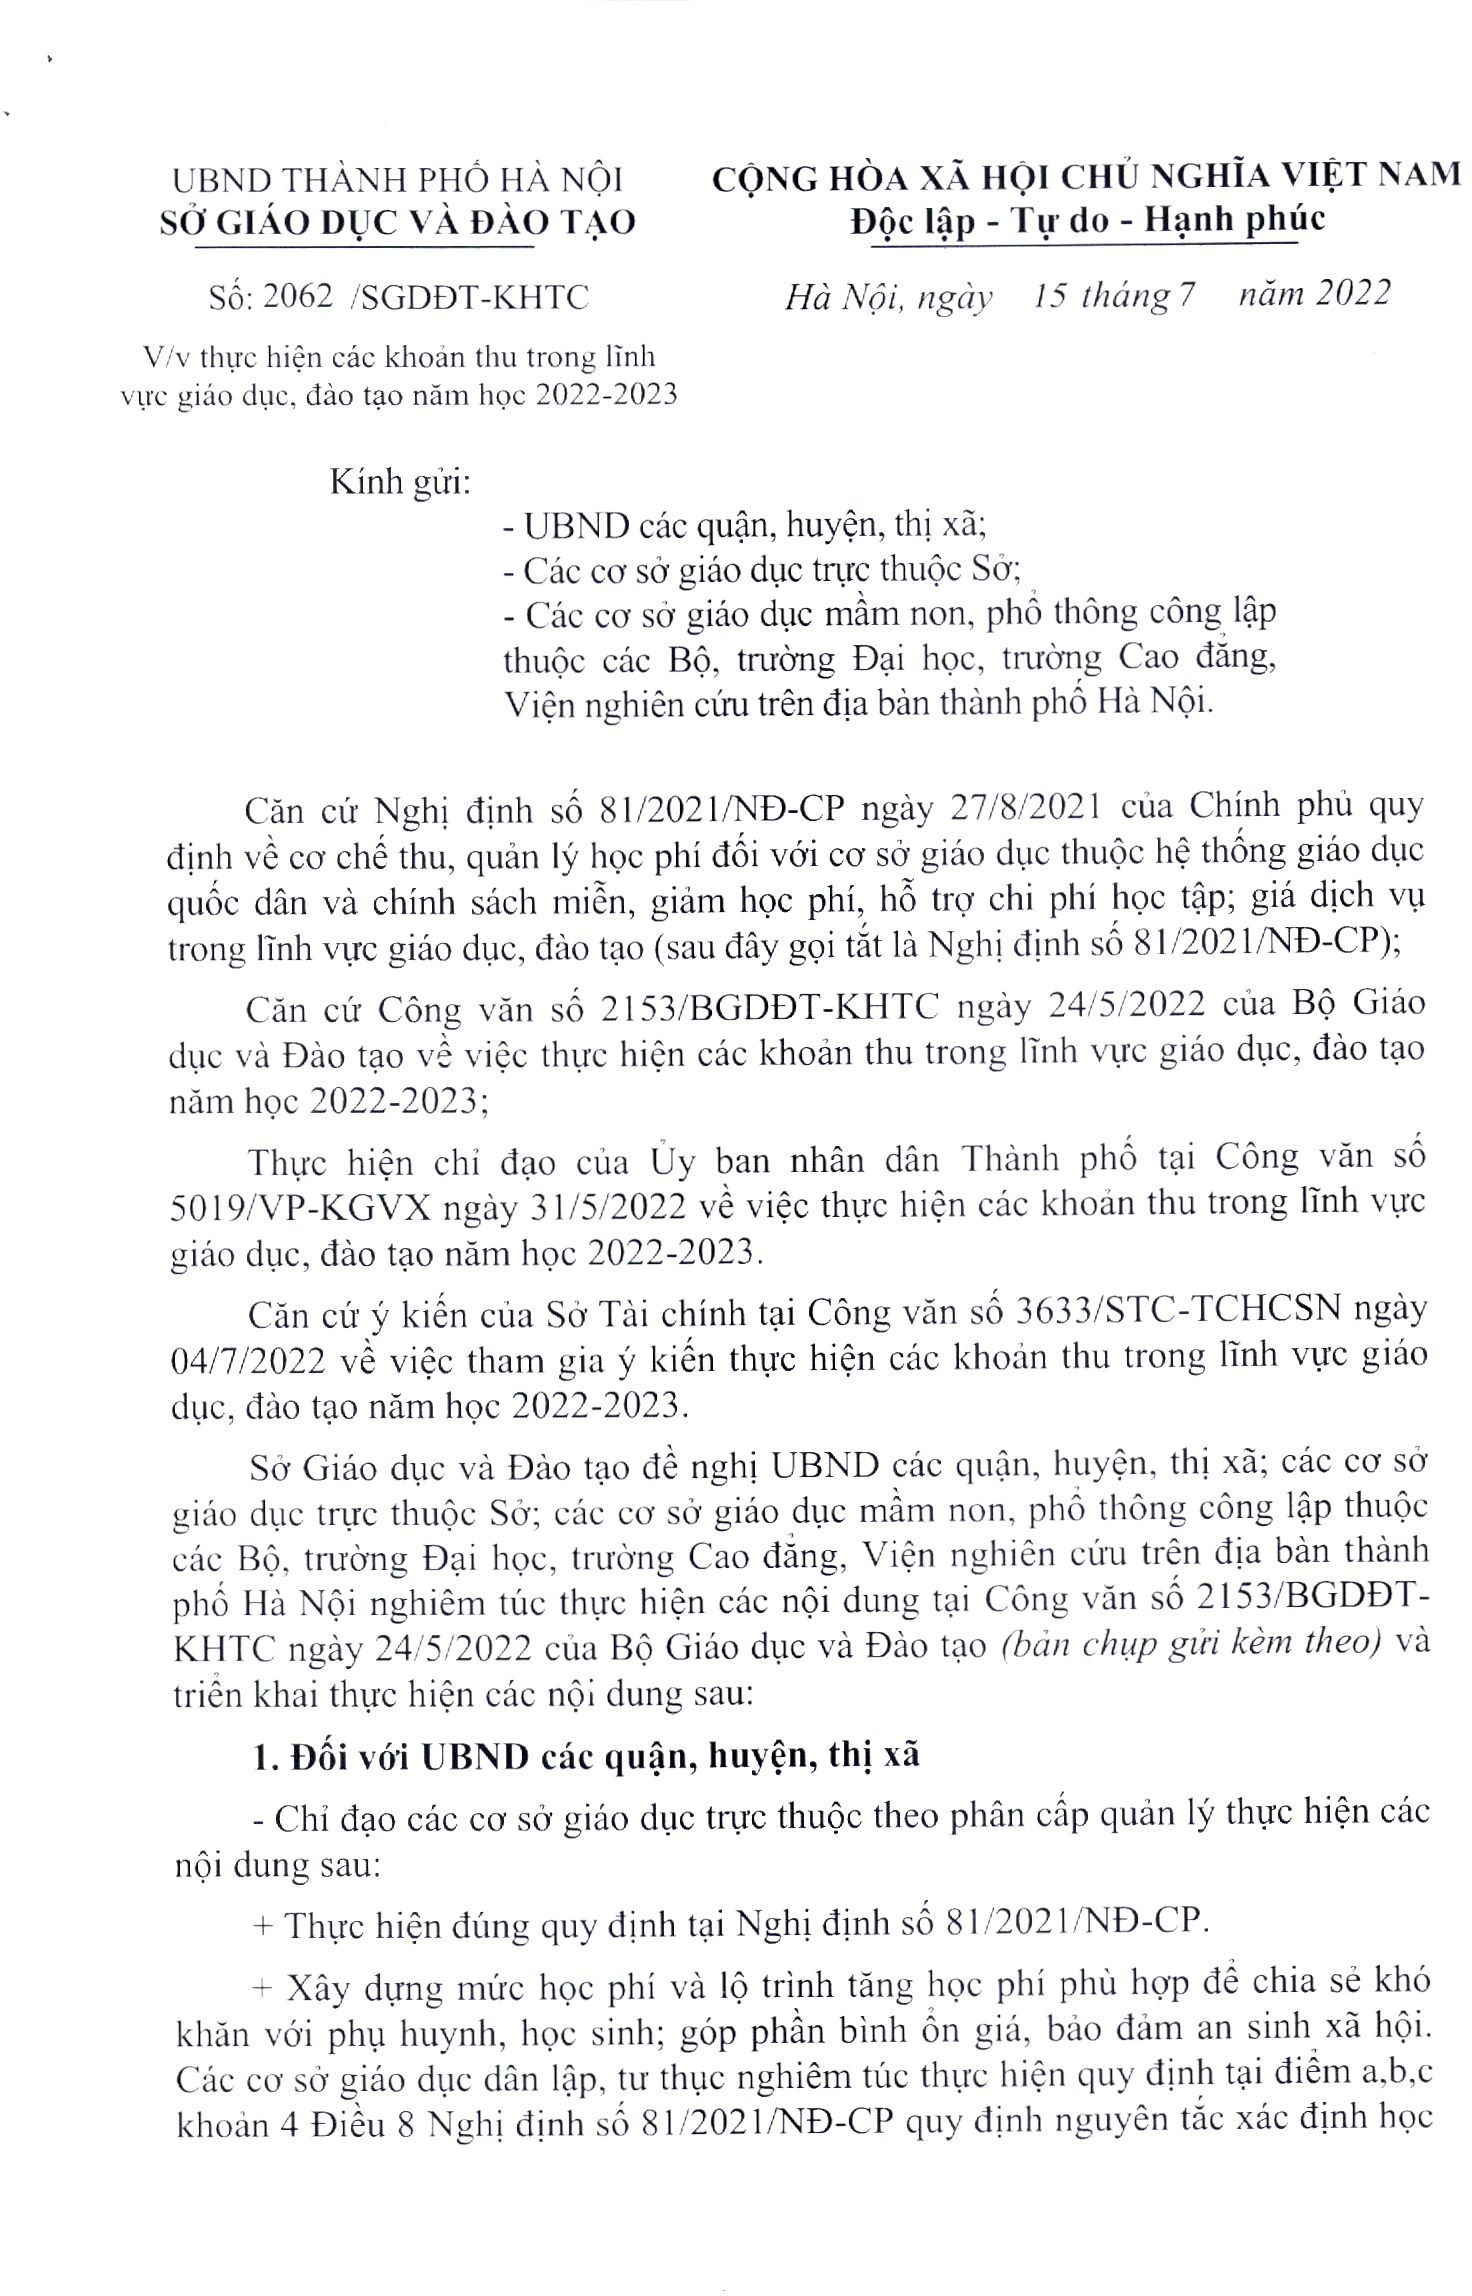 UBND THÀNH PHỐ HÀ NỘI
SỞ GIÁO DỤC VÀ ĐÀO TẠO
Số: 2062 /SGDĐT-KHTC
V/v thực hiện các khoản thu trong lĩnh
vực giáo dục, đào tạo năm học 2022-2023
CỘNG HÒA XÃ HỘI CHỦ NGHĨA VIỆT NAM
Độc lập - Tự do - Hạnh phúc
Hà Nội, ngày 15 tháng 7 năm 2022
Kính gửi:
- UBND các quận, huyện, thị xã;
- Các cơ sở giáo dục trực thuộc Sở;
- Các cơ sở giáo dục mầm non, phổ thông công lập
thuộc các Bộ, trường Đại học, trường Cao đẳng,
Viện nghiên cứu trên địa bàn thành phố Hà Nội.
Căn cứ Nghị định số 81/2021/NĐ-CP ngày 27/8/2021 của Chính phủ quy
định về cơ chế thu, quản lý học phí đối với cơ sở giáo dục thuộc hệ thống giáo dục
quốc dân và chính sách miễn, giảm học phí, hỗ trợ chi phí học tập; giá dịch vụ
trong lĩnh vực giáo dục, đào tạo (sau đây gọi tắt là Nghị định số 81/2021/NĐ-CP);
Căn cứ Công văn số 2153/BGDĐT-KHTC ngày 24/5/2022 của Bộ Giáo
dục và Đào tạo về việc thực hiện các khoản thu trong lĩnh vực giáo dục, đào tạo
năm học 2022-2023;
Thực hiện chỉ đạo của Ủy ban nhân dân Thành phố tại Công văn số
5019/VP-KGVX ngày 31/5/2022 về việc thực hiện các khoản thu trong lĩnh vực
giáo dục, đào tạo năm học 2022-2023.
Căn cứ ý kiến của Sở Tài chính tại Công văn số 3633/STC-TCHCSN ngày
04/7/2022 về việc tham gia ý kiến thực hiện các khoản thu trong lĩnh vực giáo
dục, đào tạo năm học 2022-2023.
Sở Giáo dục và Đào tạo đề nghị UBND các quận, huyện, thị xã; các cơ sở
giáo dục trực thuộc Sở; các cơ sở giáo dục mầm non, phổ thông công lập thuộc
các Bộ, trường Đại học, trường Cao đẳng, Viện nghiên cứu trên địa bàn thành
phố Hà Nội nghiêm túc thực hiện các nội dung tại Công văn số 2153/BGDĐT-
KHTC ngày 24/5/2022 của Bộ Giáo dục và Đào tạo (bản chụp gửi kèm theo) và
triển khai thực hiện các nội dung sau:
1. Đối với UBND các quận, huyện, thị xã
- Chỉ đạo các cơ sở giáo dục trực thuộc theo phân cấp quản lý thực hiện các
nội dung sau:
+ Thực hiện đúng quy định tại Nghị định số 81/2021/NĐ-CP.
+ Xây dựng mức học phí và lộ trình tăng học phí phù hợp để chia sẻ khó
khăn với phụ huynh, học sinh; góp phần bình ổn giá, bảo đảm an sinh xã hội.
Các cơ sở giáo dục dân lập, tư thục nghiêm túc thực hiện quy định tại điểm a,b,c
khoản 4 Điều 8 Nghị định số 81/2021/NĐ-CP quy định nguyên tắc xác định học